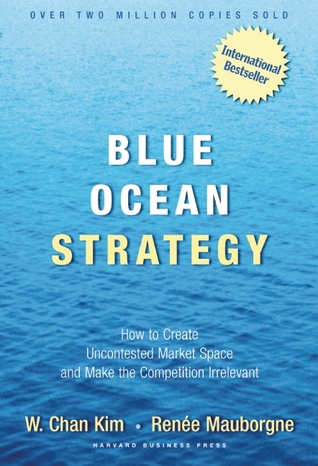 OVER TWO MILLION COPIES SOLD
International
Bestseller
BLUE
OCEAN
STRATEGY
How to Create
Uncontested Market Space
and Make the Competition Irrelevant
W. Chan Kim • Renée Mauborgne
HARVARD BUSINESS PRESS